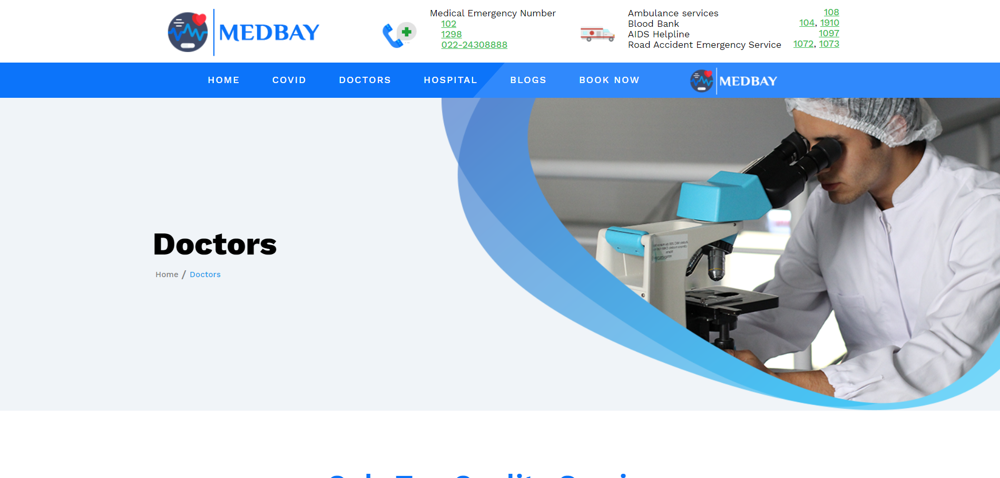 MEDBAY
Medical Emergency Number
102
1298
022-24308888
Ambulance services 108
Blood Bank 104, 1910
AIDS Helpline 1097
Road Accident Emergency Service 1072, 1073
HOME COVID DOCTORS HOSPITAL BLOGS BOOK NOW MEDBAY
Doctors
Home / Doctors